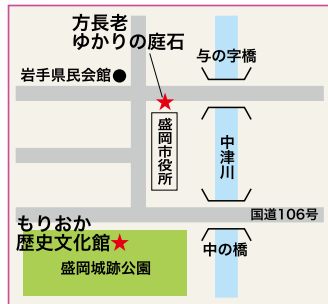 方長老
ゆかりの庭石
与の字橋
岩手県民会館
盛岡市役所
中津川
国道106号
もりおか
歴史文化館
中の橋
盛岡城跡公園